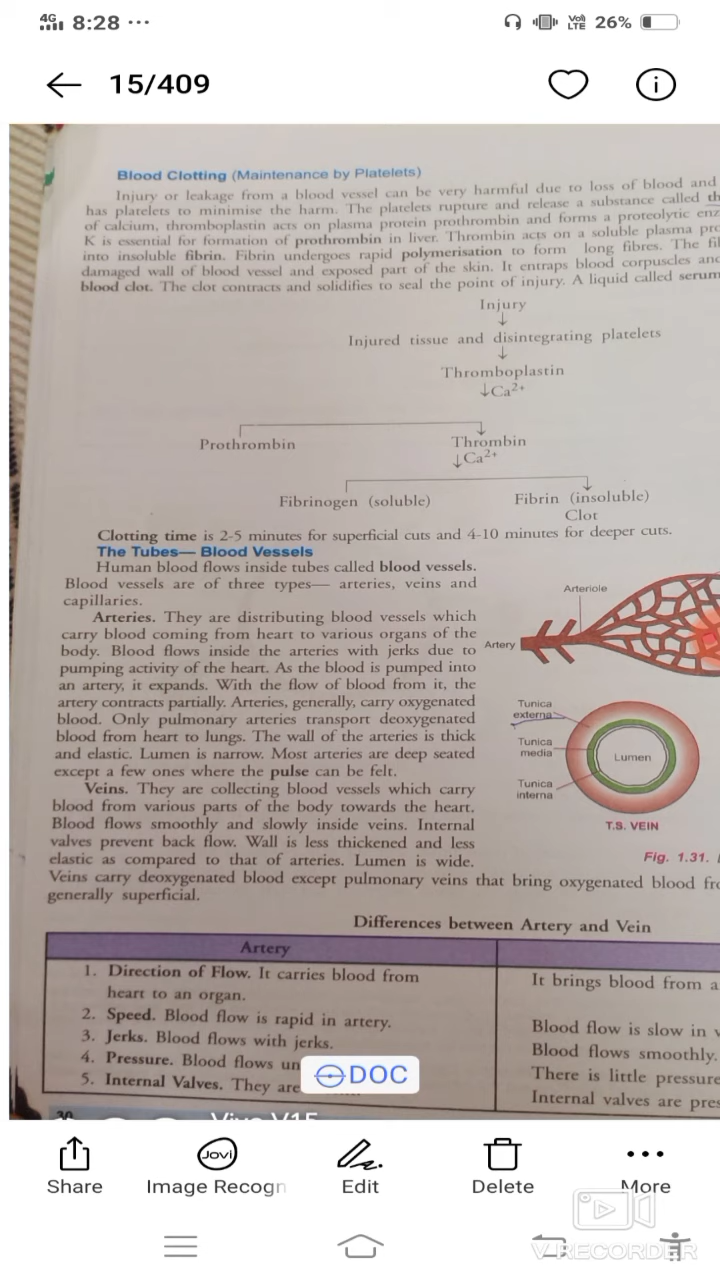 4G 8:28 ...
VoI) LTE 26%
15/409
Blood Clotting (Maintenance by Platelets)
Injury or leakage from a blood vessel can be very harmful due to loss of blood and
has platelets to minimise the harm. The platelets rupture and release a substance called th
of calcium, thromboplastin acts on plasma protein prothrombin and forms a proteolytic enz
K is essential for formation of prothrombin in liver. Thrombin acts on a soluble plasma pro
into insoluble fibrin. Fibrin undergoes rapid polymerisation to form long fibres. The fi
damaged wall of blood vessel and exposed part of the skin. It entraps blood corpuscles and
blood clot. The clot contracts and solidifies to seal the point of injury. A liquid called serum
Injury
Injured tissue and disintegrating platelets
Thromboplastin
Ca2+
Prothrombin Thrombin
Ca2+
Fibrinogen (soluble) Fibrin (insoluble)
Clot
Clotting time is 2-5 minutes for superficial cuts and 4-10 minutes for deeper cuts.
The Tubes— Blood Vessels
Human blood flows inside tubes called blood vessels.
Blood vessels are of three types— arteries, veins and
capillaries.
Arteries. They are distributing blood vessels which
carry blood coming from heart to various organs of the
body. Blood flows inside the arteries with jerks due to
pumping activity of the heart. As the blood is pumped into
an artery, it expands. With the flow of blood from it, the
artery contracts partially. Arteries, generally, carry oxygenated
blood. Only pulmonary arteries transport deoxygenated
blood from heart to lungs. The wall of the arteries is thick
and elastic. Lumen is narrow. Most arteries are deep seated
except a few ones where the pulse can be felt.
Veins. They are collecting blood vessels which carry
blood from various parts of the body towards the heart.
Blood flows smoothly and slowly inside veins. Internal
valves prevent back flow. Wall is less thickened and less
elastic as compared to that of arteries. Lumen is wide.
Veins carry deoxygenated blood except pulmonary veins that bring oxygenated blood fro
generally superficial.
Arteriole
Artery
Tunica
externa
Tunica
media
Tunica
interna
Lumen
T.S. VEIN
Fig. 1.31.
Differences between Artery and Vein
Artery
1. Direction of Flow. It carries blood from
heart to an organ.
2. Speed. Blood flow is rapid in artery.
3. Jerks. Blood flows with jerks.
4. Pressure. Blood flows un
5. Internal Valves. They are
It brings blood from a
Blood flow is slow in v
Blood flows smoothly.
There is little pressure
Internal valves are pres
DOC
30
Vivo V15
Share
Jovi
Image Recogn
Edit
Delete
More
V RECORDER